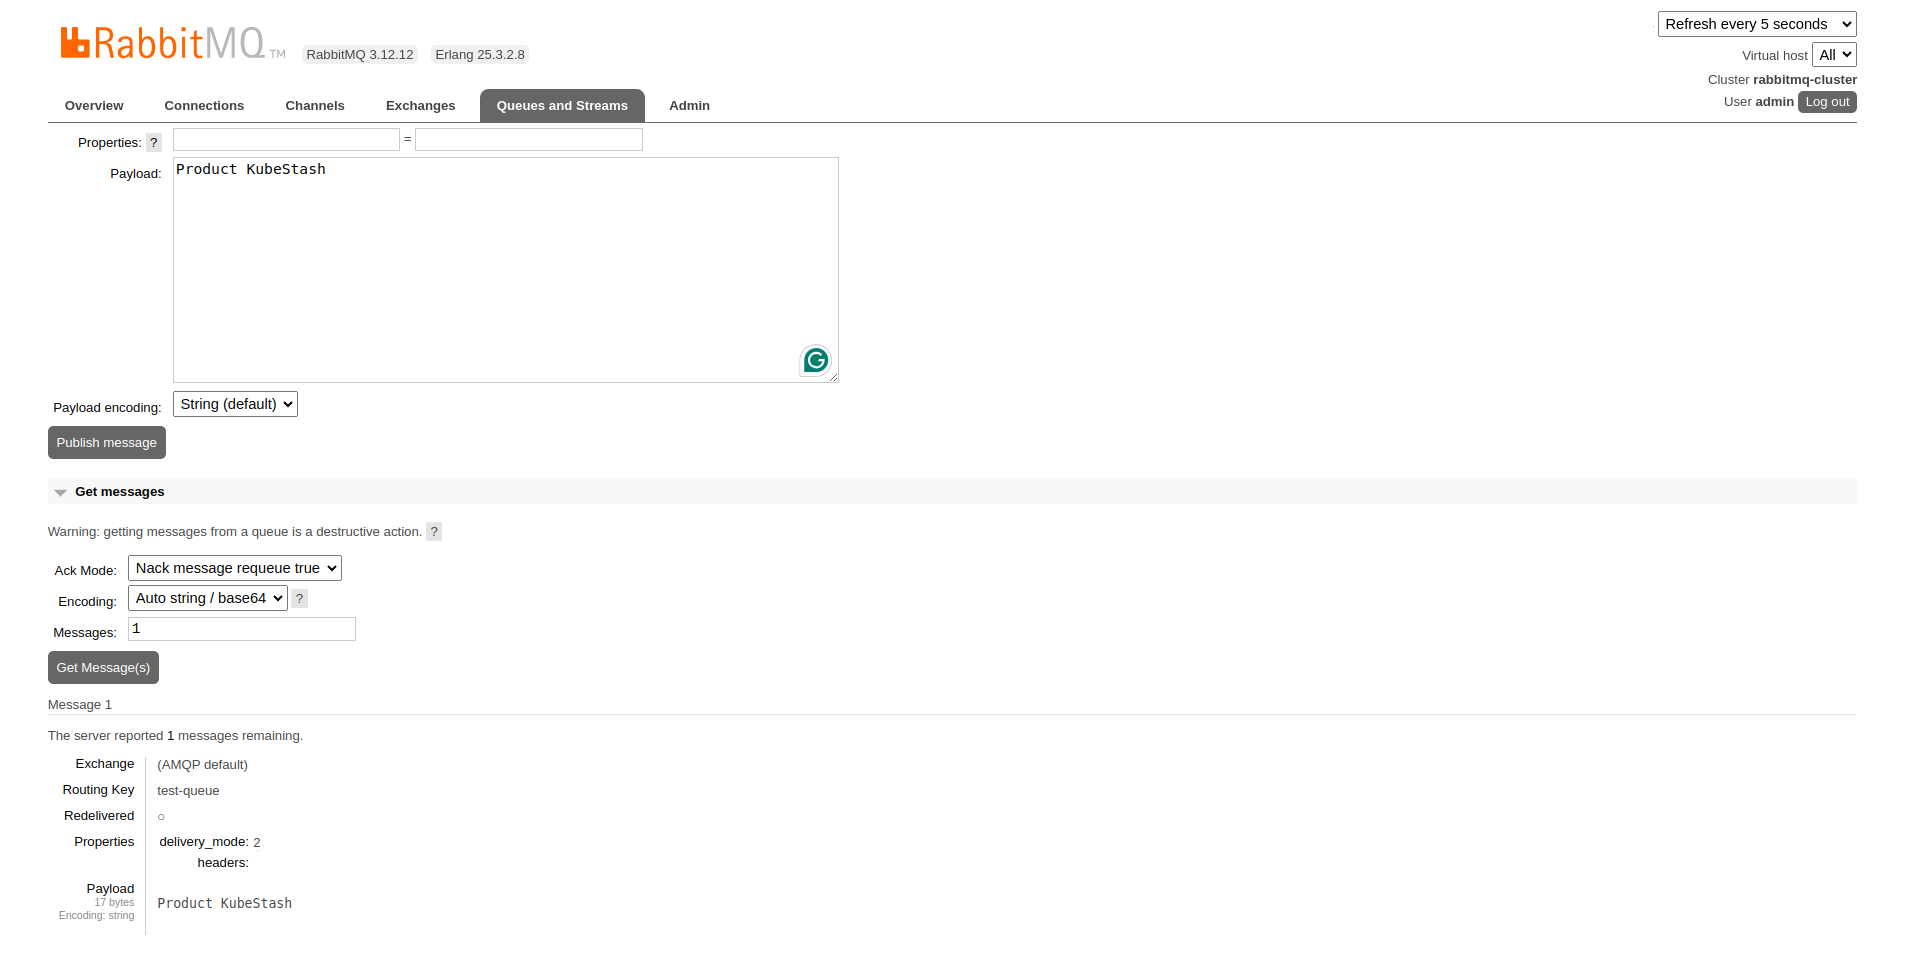 RabbitMQ TM RabbitMQ 3.12.12 Erlang 25.3.2.8
Refresh every 5 seconds
Virtual host All
Cluster rabbitmq-cluster
User admin Log out
Overview Connections Channels Exchanges Queues and Streams Admin
Properties: ? =
Payload: Product KubeStash
Payload encoding: String (default)
Publish message
Get messages
Warning: getting messages from a queue is a destructive action. ?
Ack Mode: Nack message requeue true
Encoding: Auto string / base64 ?
Messages: 1
Get Message(s)
Message 1
The server reported 1 messages remaining.
Exchange (AMQP default)
Routing Key test-queue
Redelivered ○
Properties delivery_mode: 2
headers:
Payload
17 bytes
Encoding: string
Product KubeStash